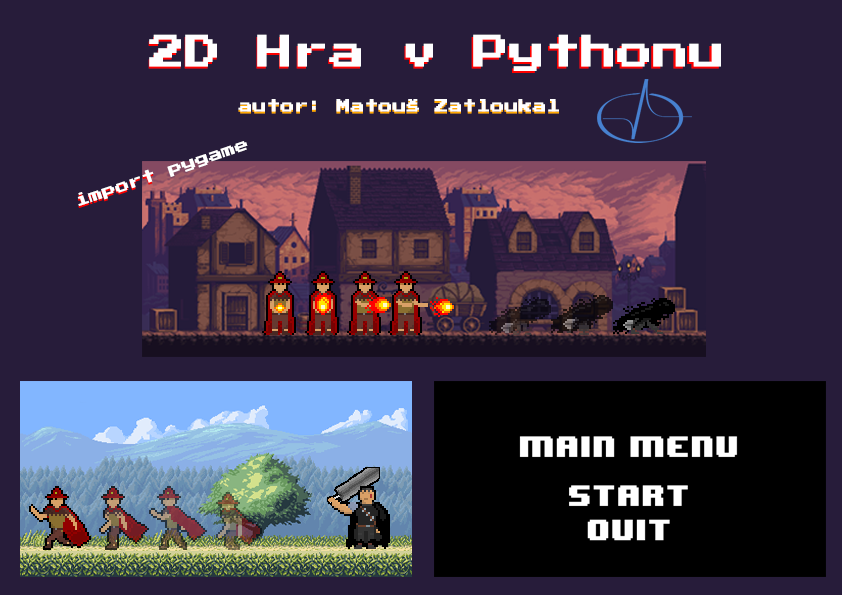 2D Hra v Pythonu
autor: Matouš Zatloukal
import pygame
MAIN MENU
START
QUIT